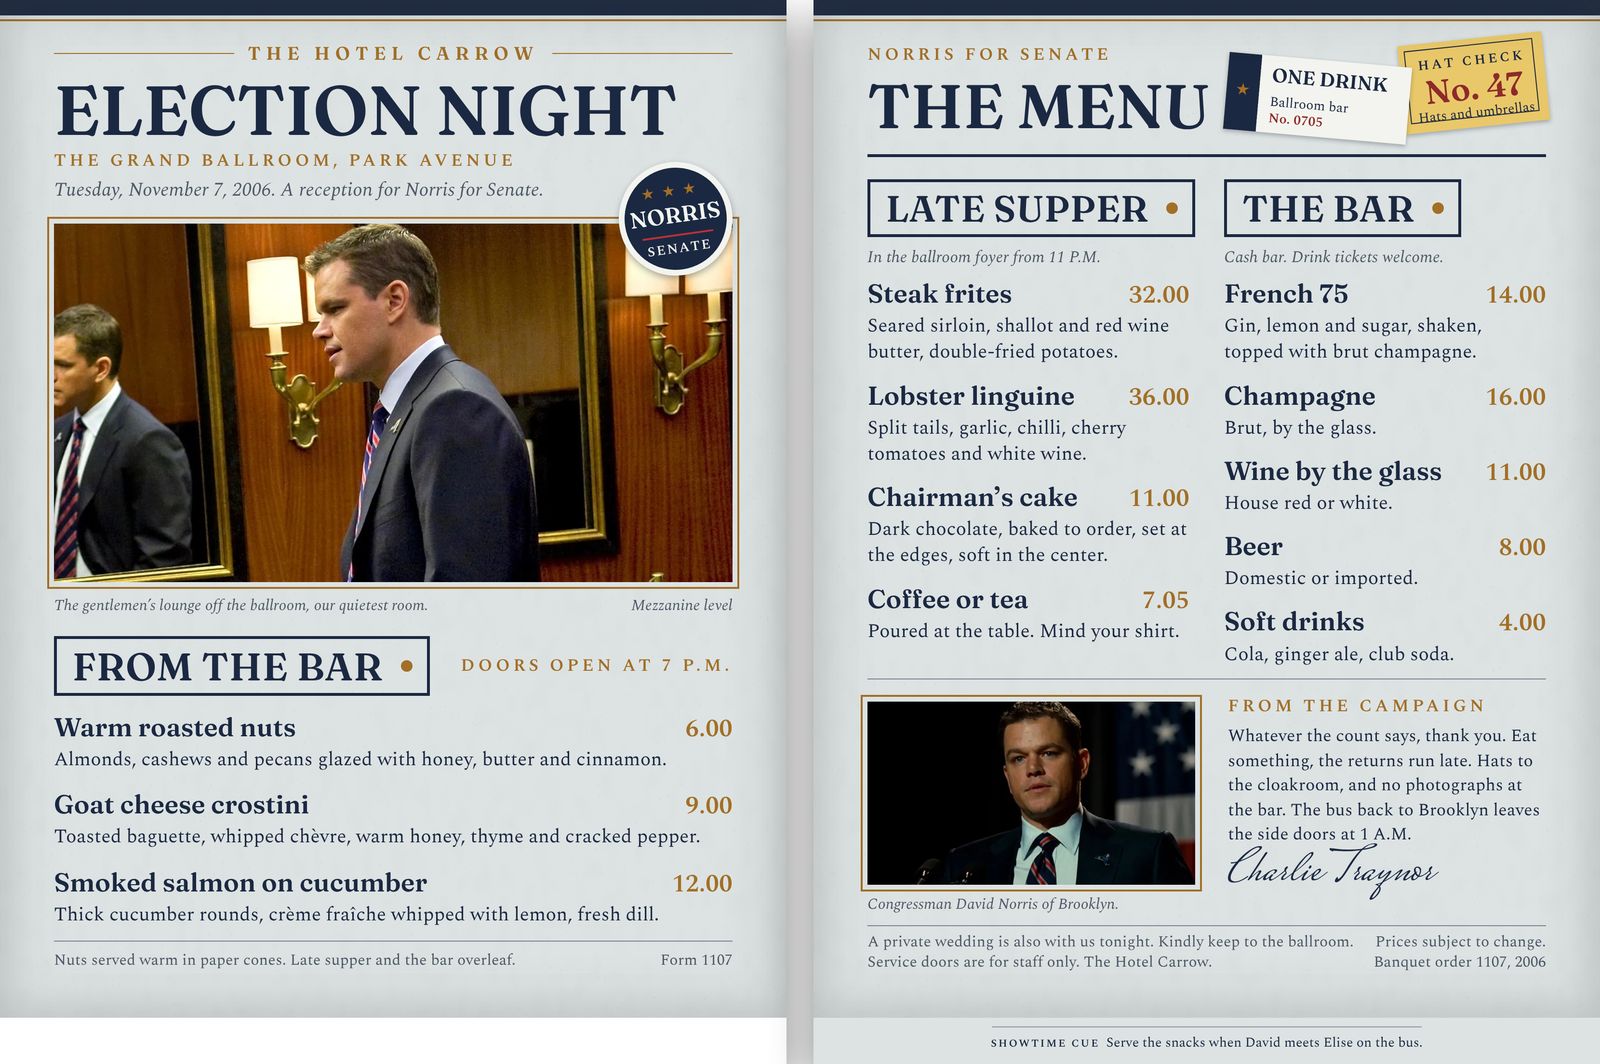 THE HOTEL CARROW
ELECTION NIGHT
THE GRAND BALLROOM, PARK AVENUE
Tuesday, November 7, 2006. A reception for Norris for Senate.
NORRIS
SENATE
The gentlemen's lounge off the ballroom, our quietest room.
Mezzanine level
FROM THE BAR
DOORS OPEN AT 7 P.M.
Warm roasted nuts 6.00
Almonds, cashews and pecans glazed with honey, butter and cinnamon.
Goat cheese crostini 9.00
Toasted baguette, whipped chèvre, warm honey, thyme and cracked pepper.
Smoked salmon on cucumber 12.00
Thick cucumber rounds, crème fraîche whipped with lemon, fresh dill.
Nuts served warm in paper cones. Late supper and the bar overleaf.
Form 1107
NORRIS FOR SENATE
THE MENU
ONE DRINK
Ballroom bar
No. 0705
HAT CHECK
No. 47
Hats and umbrellas
LATE SUPPER
In the ballroom foyer from 11 P.M.
Steak frites 32.00
Seared sirloin, shallot and red wine
butter, double-fried potatoes.
Lobster linguine 36.00
Split tails, garlic, chilli, cherry
tomatoes and white wine.
Chairman's cake 11.00
Dark chocolate, baked to order, set at
the edges, soft in the center.
Coffee or tea 7.05
Poured at the table. Mind your shirt.
THE BAR
Cash bar. Drink tickets welcome.
French 75 14.00
Gin, lemon and sugar, shaken,
topped with brut champagne.
Champagne 16.00
Brut, by the glass.
Wine by the glass 11.00
House red or white.
Beer 8.00
Domestic or imported.
Soft drinks 4.00
Cola, ginger ale, club soda.
Congressman David Norris of Brooklyn.
FROM THE CAMPAIGN
Whatever the count says, thank you. Eat
something, the returns run late. Hats to
the cloakroom, and no photographs at
the bar. The bus back to Brooklyn leaves
the side doors at 1 A.M.
Charlie Traynor
A private wedding is also with us tonight. Kindly keep to the ballroom.
Service doors are for staff only. The Hotel Carrow.
Prices subject to change.
Banquet order 1107, 2006
SHOWTIME CUE Serve the snacks when David meets Elise on the bus.